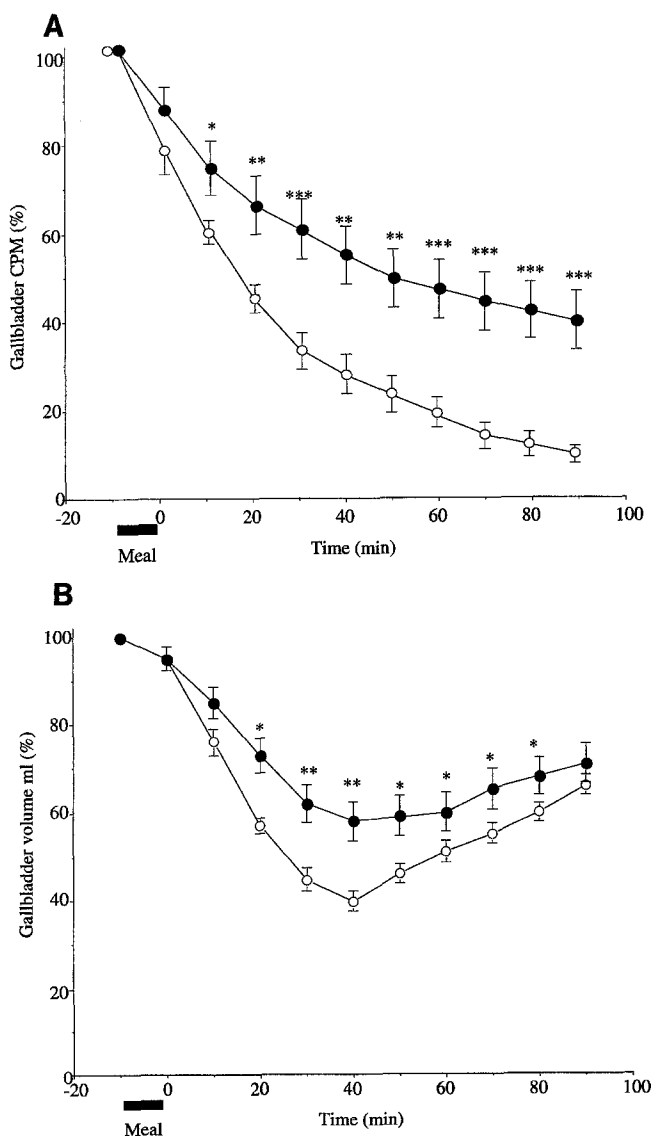 A
Gallbladder CPM (%)
100
80
60
40
20
0
* ** *** ** ** *** *** *** ***
-20 0 20 40 60 80 100
Meal
Time (min)
B
Gallbladder volume ml (%)
100
80
60
40
20
0
* ** ** * * * *
-20 0 20 40 60 80 100
Meal
Time (min)